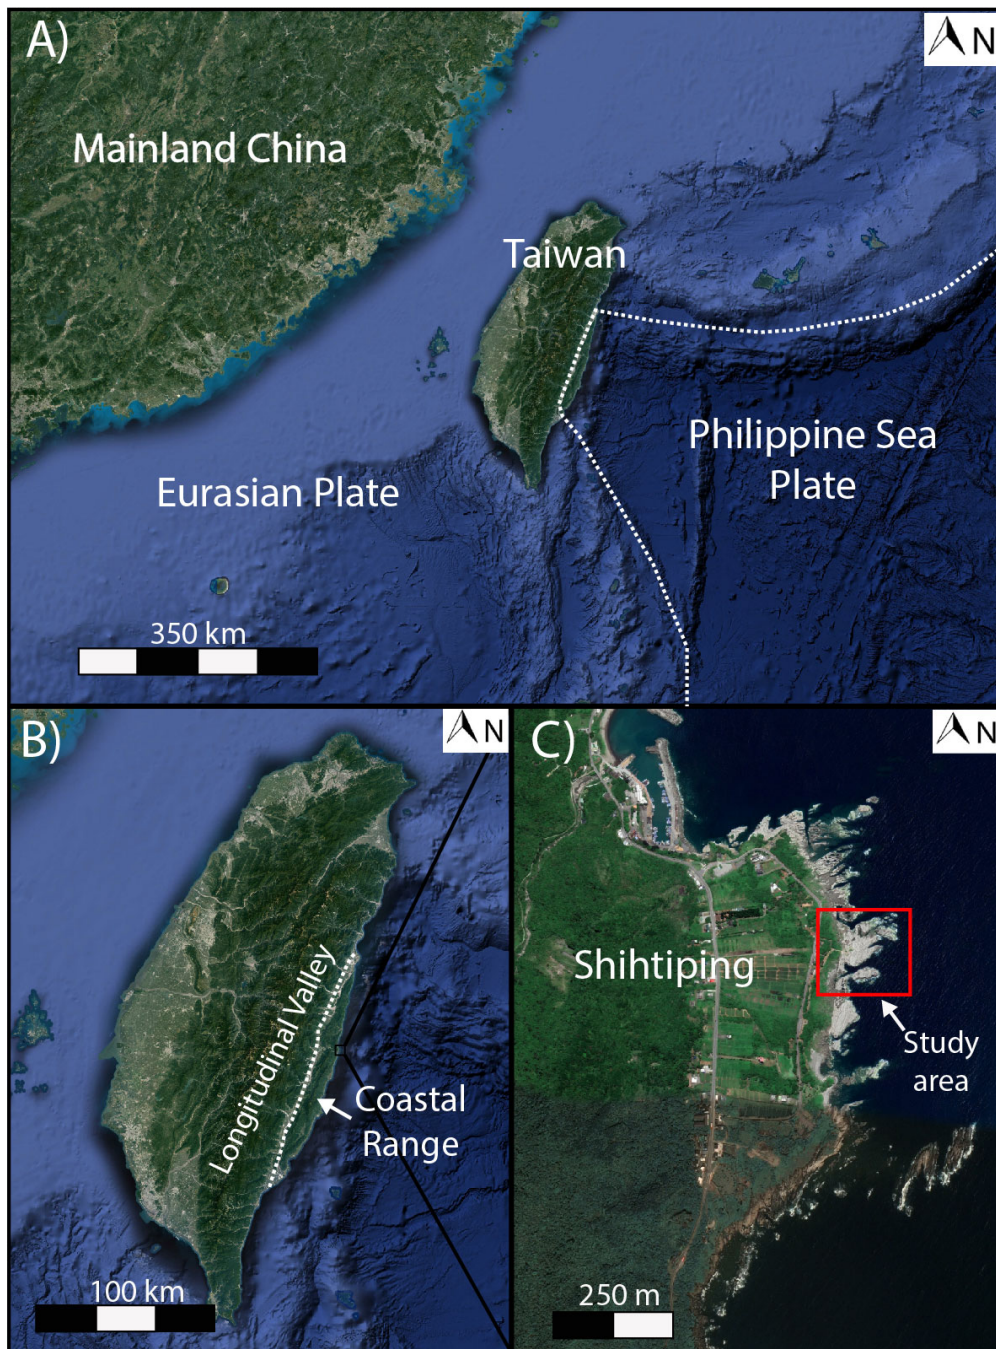 A)
N
Mainland China
Taiwan
Philippine Sea
Plate
Eurasian Plate
350 km
B)
N
Longitudinal Valley
Coastal
Range
100 km
C)
N
Shihtiping
Study
area
250 m